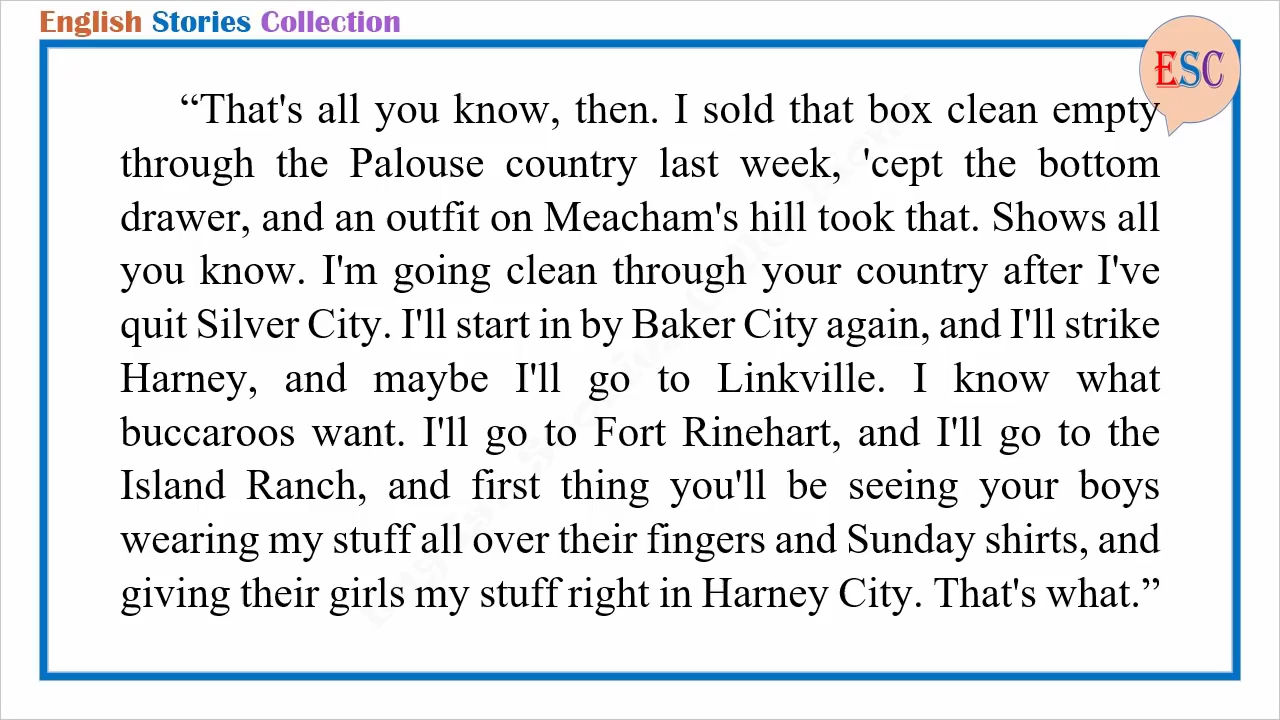 English Stories Collection
ESC
“That's all you know, then. I sold that box clean empty
through the Palouse country last week, 'cept the bottom
drawer, and an outfit on Meacham's hill took that. Shows all
you know. I'm going clean through your country after I've
quit Silver City. I'll start in by Baker City again, and I'll strike
Harney, and maybe I'll go to Linkville. I know what
buccaroos want. I'll go to Fort Rinehart, and I'll go to the
Island Ranch, and first thing you'll be seeing your boys
wearing my stuff all over their fingers and Sunday shirts, and
giving their girls my stuff right in Harney City. That's what.”